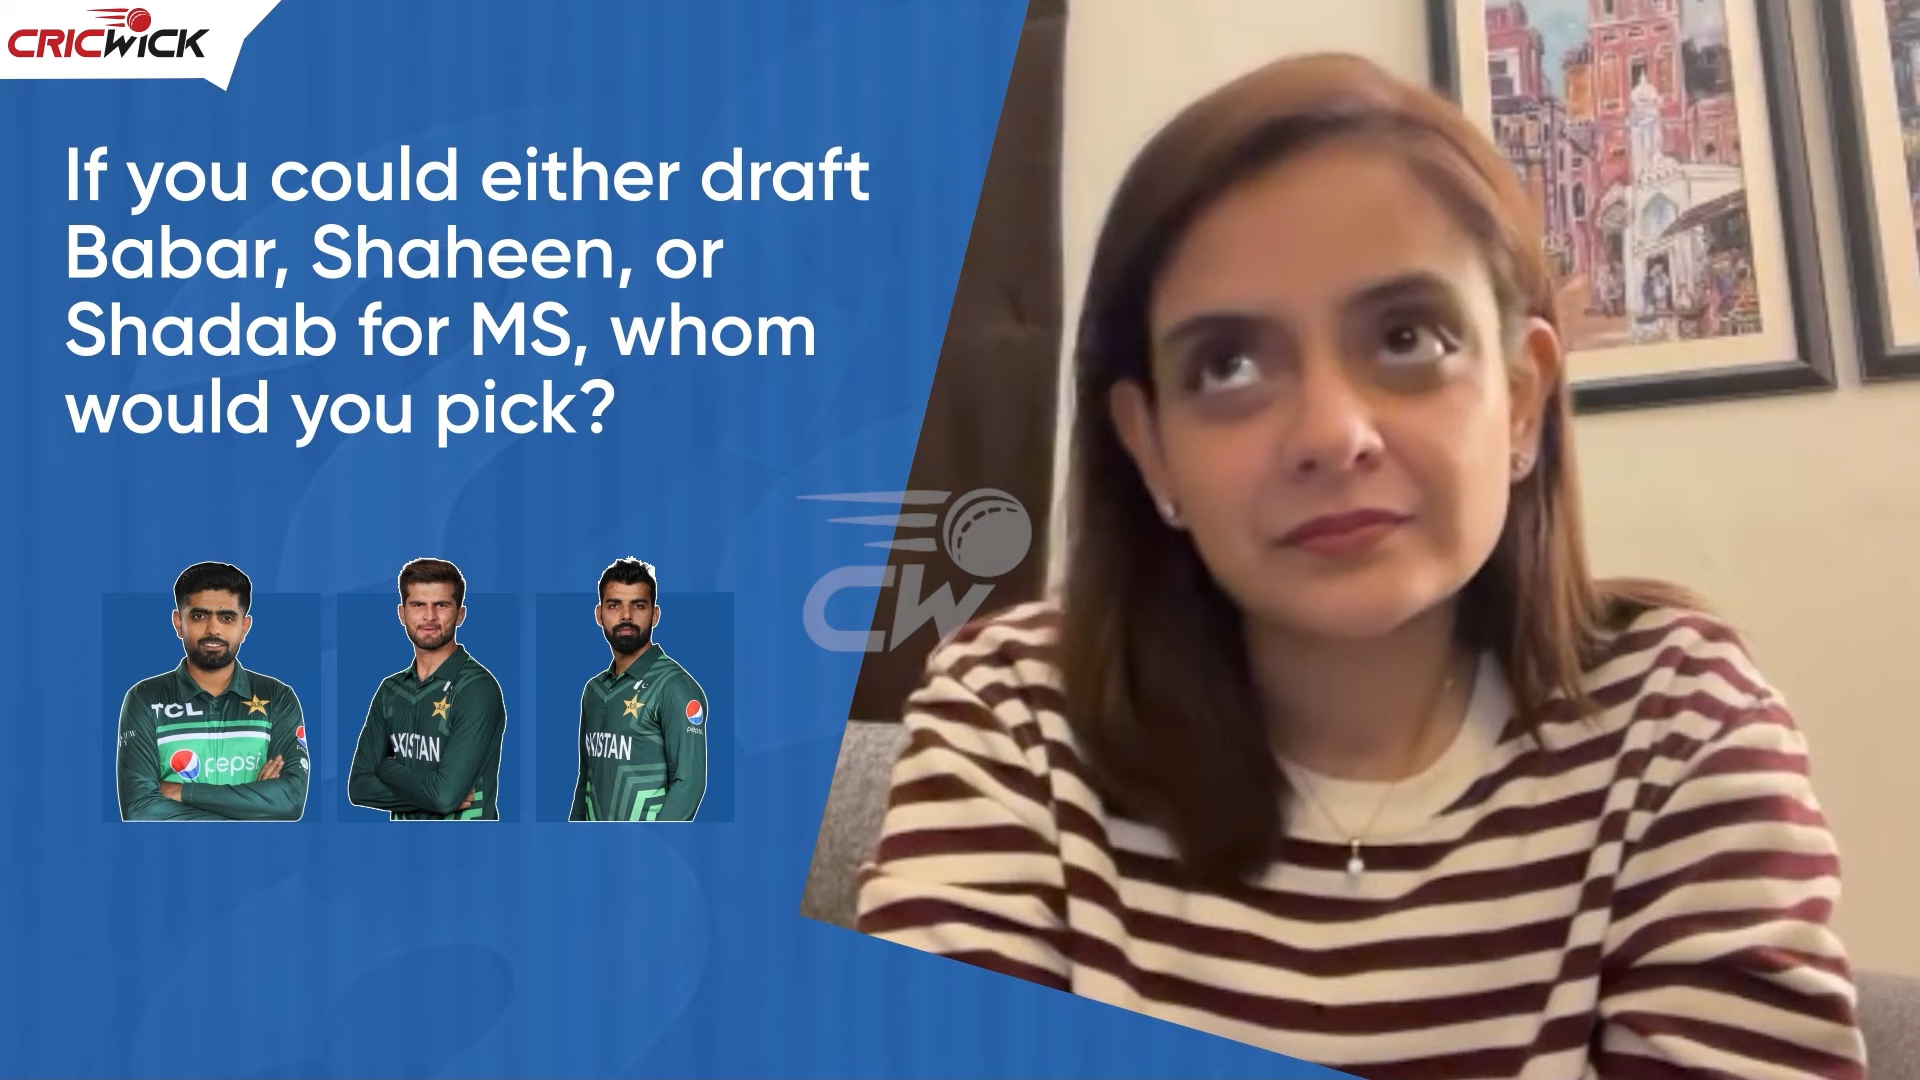 CRICWICK
If you could either draft
Babar, Shaheen, or
Shadab for MS, whom
would you pick?
CW
TCL
pepsi
KISTAN
KISTAN
pepsi